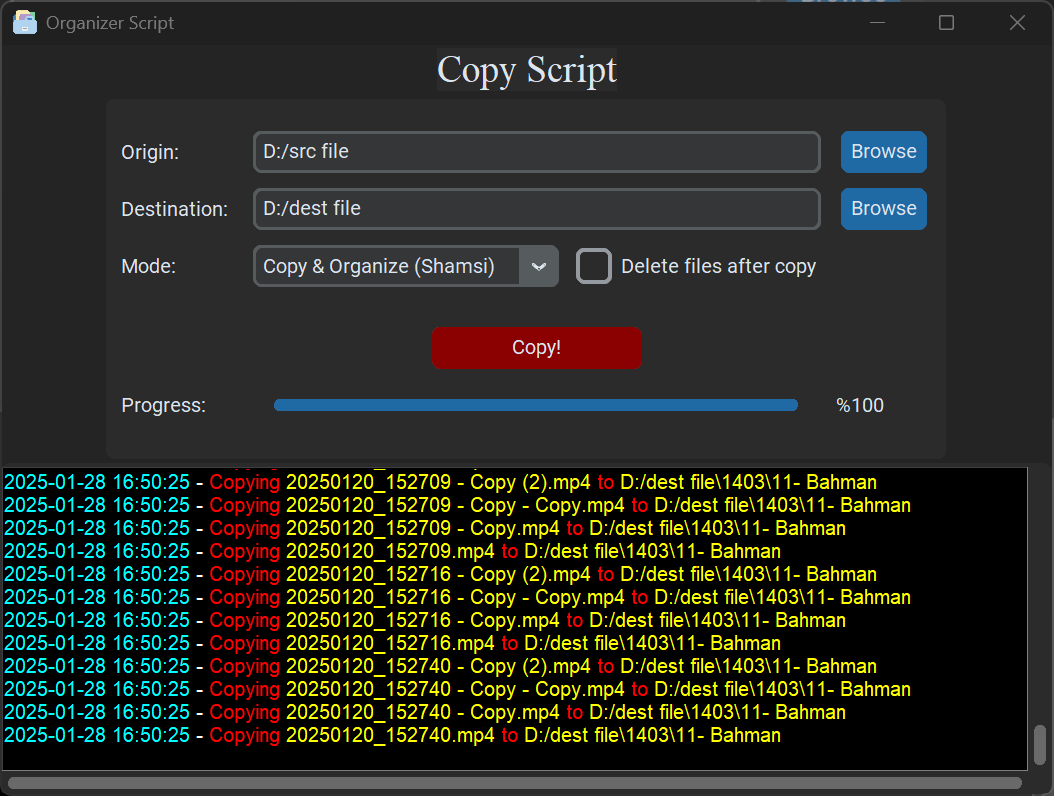 Organizer Script
Copy Script
Origin: D:/src file Browse
Destination: D:/dest file Browse
Mode: Copy & Organize (Shamsi) Delete files after copy
Copy!
Progress: %100
2025-01-28 16:50:25 - Copying 20250120_152709 - Copy (2).mp4 to D:/dest file\1403\11- Bahman
2025-01-28 16:50:25 - Copying 20250120_152709 - Copy - Copy.mp4 to D:/dest file\1403\11- Bahman
2025-01-28 16:50:25 - Copying 20250120_152709 - Copy.mp4 to D:/dest file\1403\11- Bahman
2025-01-28 16:50:25 - Copying 20250120_152709.mp4 to D:/dest file\1403\11- Bahman
2025-01-28 16:50:25 - Copying 20250120_152716 - Copy (2).mp4 to D:/dest file\1403\11- Bahman
2025-01-28 16:50:25 - Copying 20250120_152716 - Copy - Copy.mp4 to D:/dest file\1403\11- Bahman
2025-01-28 16:50:25 - Copying 20250120_152716 - Copy.mp4 to D:/dest file\1403\11- Bahman
2025-01-28 16:50:25 - Copying 20250120_152716.mp4 to D:/dest file\1403\11- Bahman
2025-01-28 16:50:25 - Copying 20250120_152740 - Copy (2).mp4 to D:/dest file\1403\11- Bahman
2025-01-28 16:50:25 - Copying 20250120_152740 - Copy - Copy.mp4 to D:/dest file\1403\11- Bahman
2025-01-28 16:50:25 - Copying 20250120_152740 - Copy.mp4 to D:/dest file\1403\11- Bahman
2025-01-28 16:50:25 - Copying 20250120_152740.mp4 to D:/dest file\1403\11- Bahman